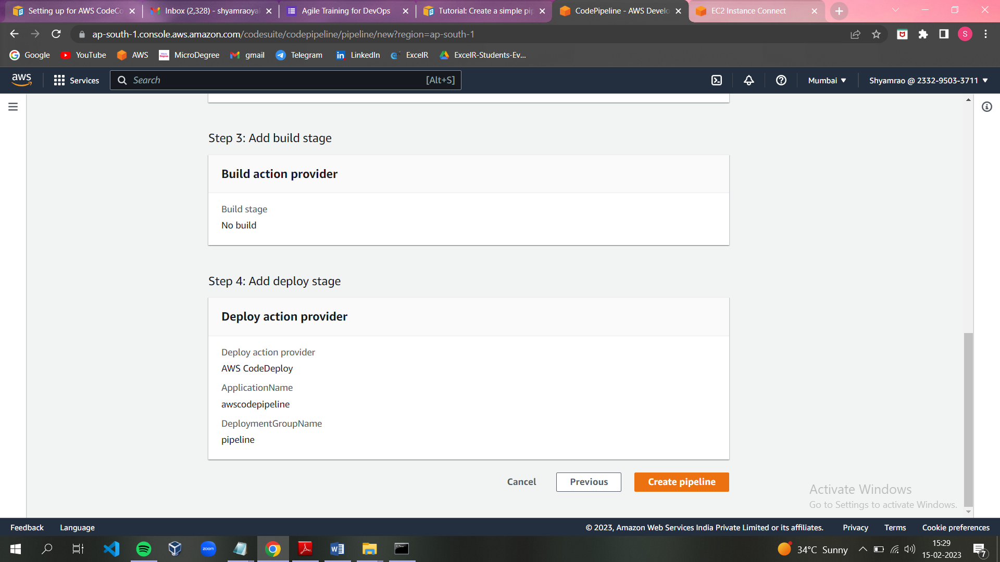 Setting up for AWS CodeCo
Inbox (2,328) - shyamraoyal
Agile Training for DevOps
Tutorial: Create a simple pip
CodePipeline - AWS Develo
EC2 Instance Connect
ap-south-1.console.aws.amazon.com/codesuite/codepipeline/pipeline/new?region=ap-south-1
S
Google
YouTube
AWS
MicroDegree
gmail
Telegram
LinkedIn
ExcelR
ExcelR-Students-Ev...
aws
Services
Search
[Alt+S]
Mumbai
Shyamrao @ 2332-9503-3711
Step 3: Add build stage
Build action provider
Build stage
No build
Step 4: Add deploy stage
Deploy action provider
Deploy action provider
AWS CodeDeploy
ApplicationName
awscodepipeline
DeploymentGroupName
pipeline
Cancel
Previous
Create pipeline
Activate Windows
Go to Settings to activate Windows.
Feedback
Language
© 2023, Amazon Web Services India Private Limited or its affiliates.
Privacy
Terms
Cookie preferences
zoom
34°C Sunny
15:29
15-02-2023
7